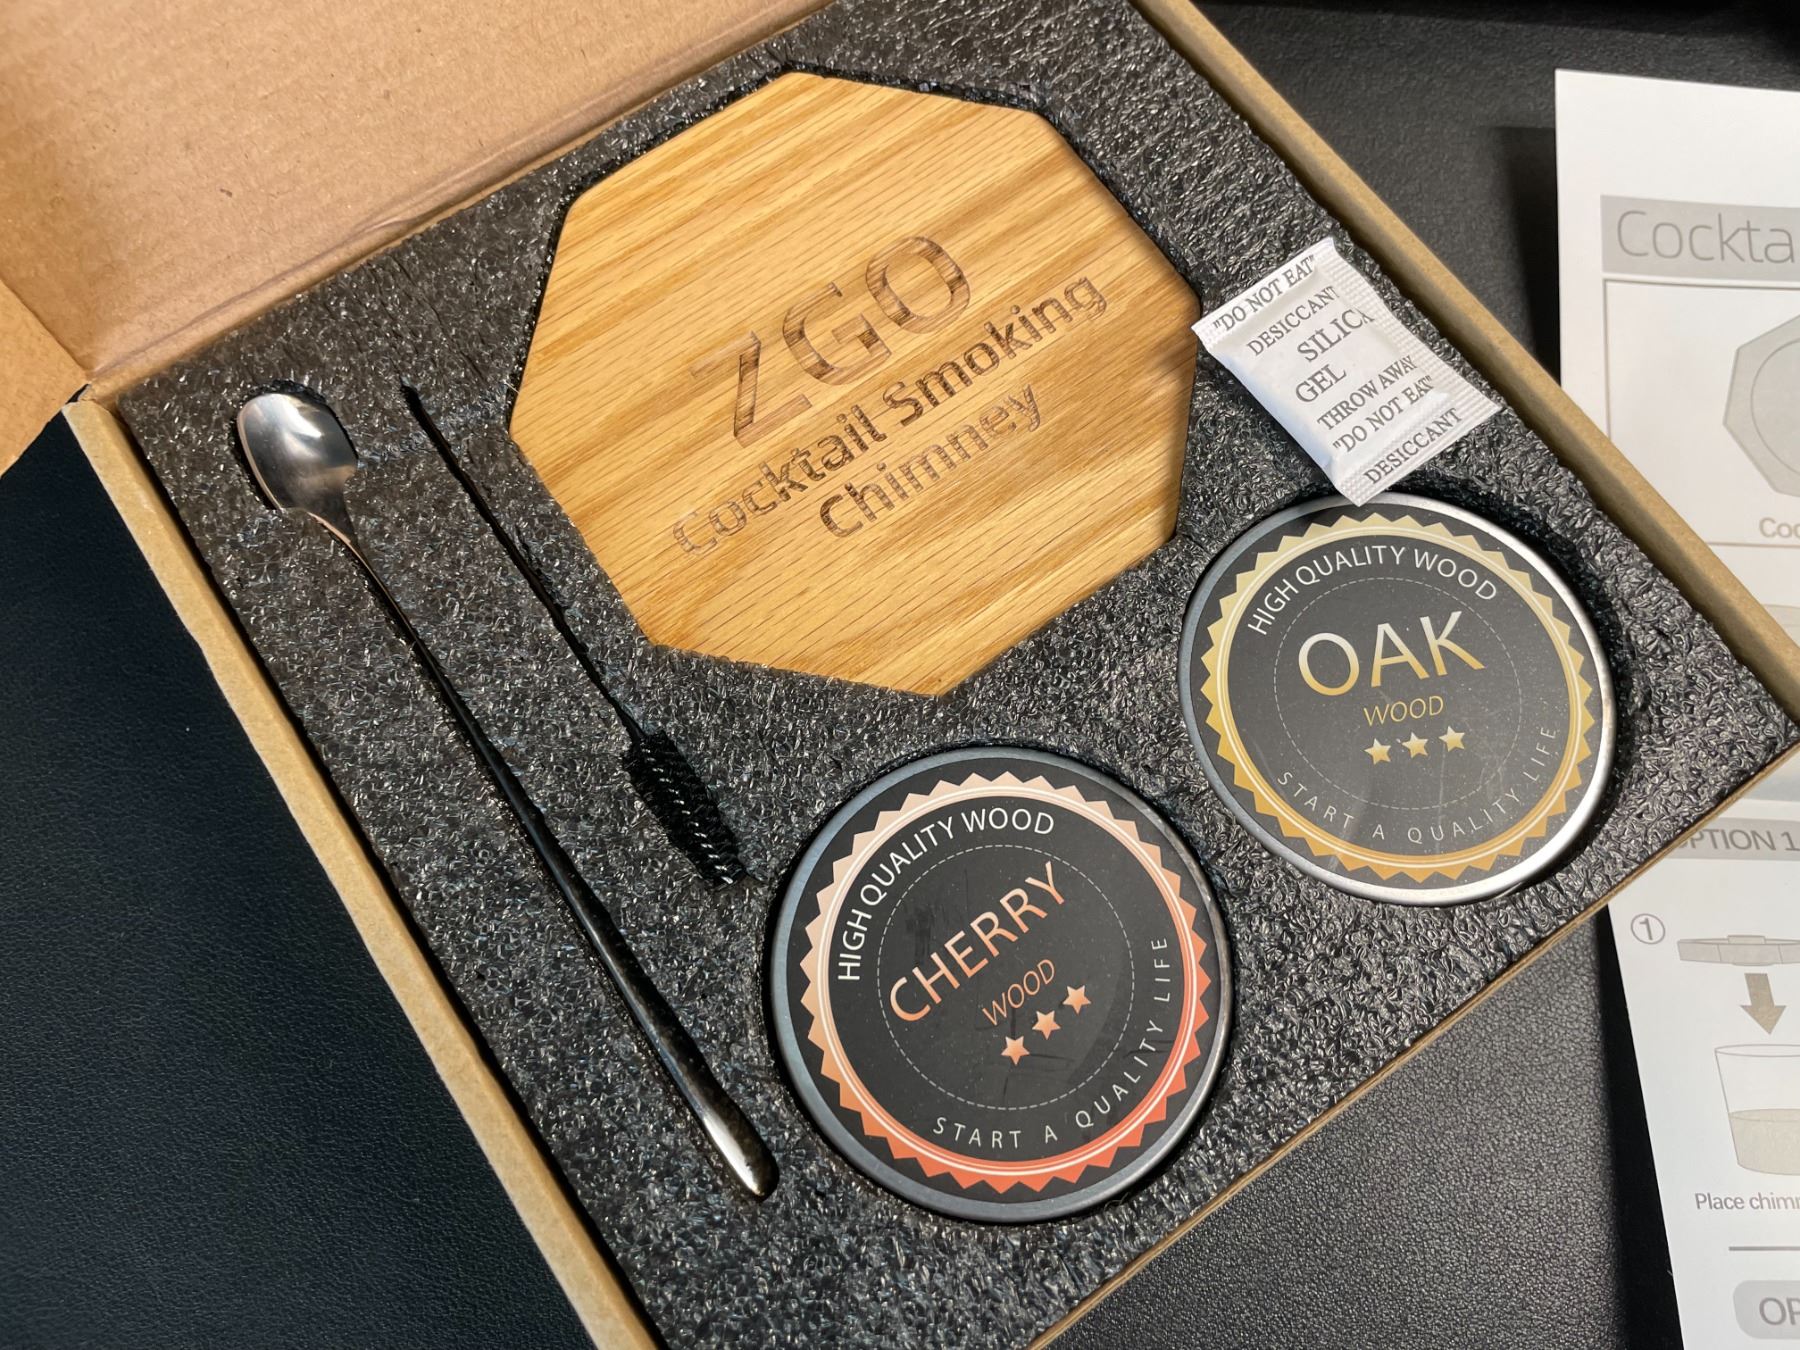 ZGO
Cocktail Smoking
Chimney
"DO NOT EAT"
DESICCANT
SILICA
GEL
THROW AWAY
"DO NOT EAT"
DESICCANT
HIGH QUALITY WOOD
OAK
WOOD
START A QUALITY LIFE
HIGH QUALITY WOOD
CHERRY
WOOD
START A QUALITY LIFE
Cockta
Coc
PTION 1
1
Place chim
OP